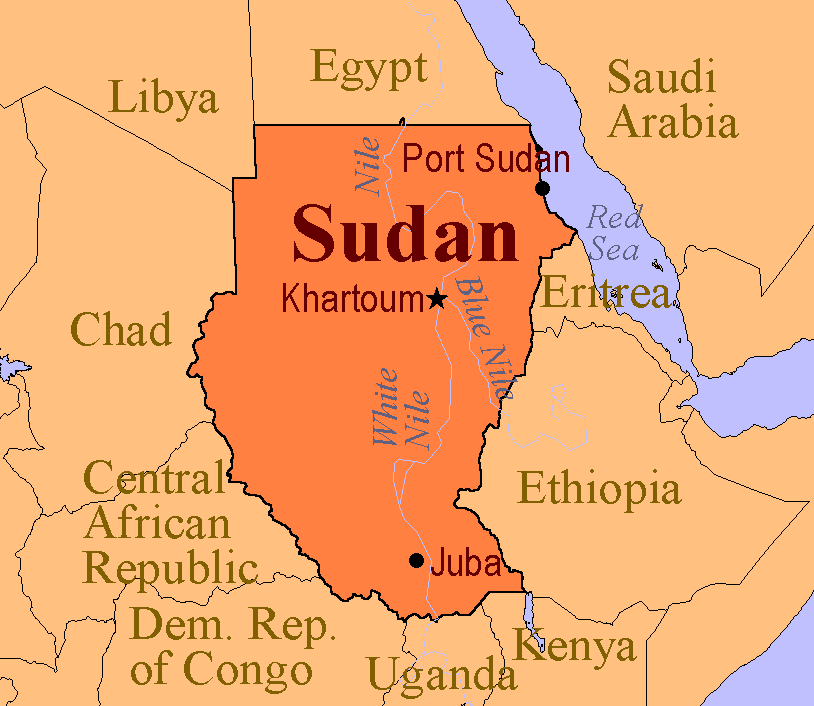 Egypt
Libya
Saudi
Arabia
Nile
Port Sudan
Red
Sea
Sudan
Khartoum
Eritrea
Blue Nile
Chad
White
Nile
Central
African
Republic
Ethiopia
Juba
Dem. Rep.
of Congo
Uganda
Kenya